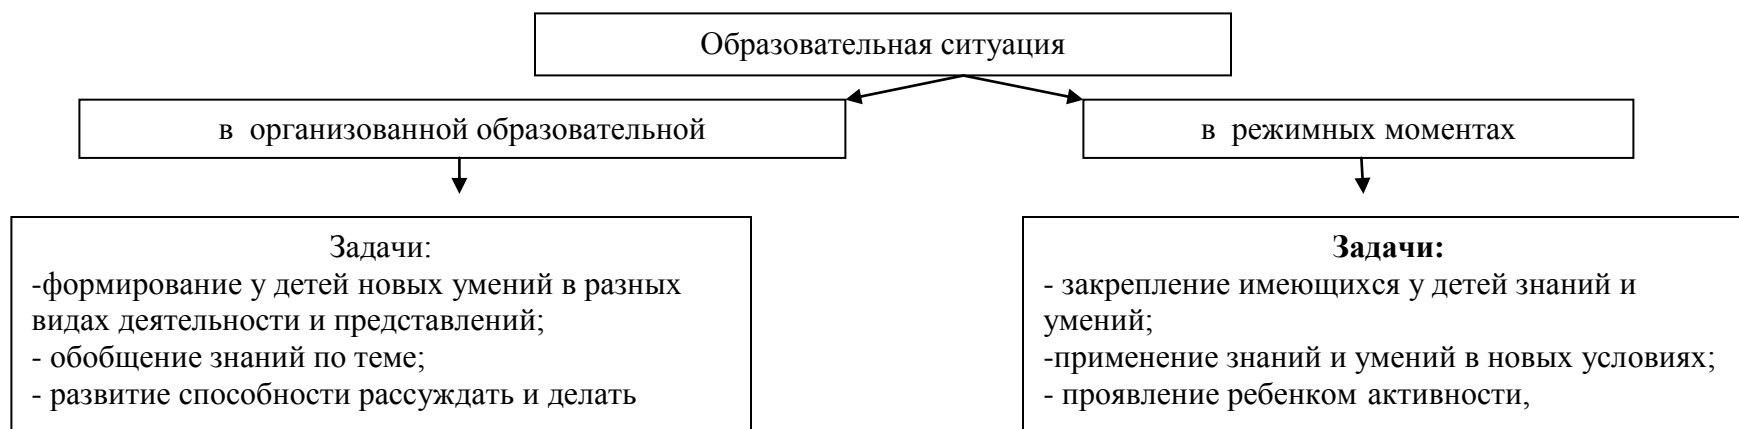 Образовательная ситуация
в организованной образовательной
в режимных моментах
Задачи:
-формирование у детей новых умений в разных
видах деятельности и представлений;
- обобщение знаний по теме;
- развитие способности рассуждать и делать
Задачи:
- закрепление имеющихся у детей знаний и
умений;
-применение знаний и умений в новых условиях;
- проявление ребенком активности,